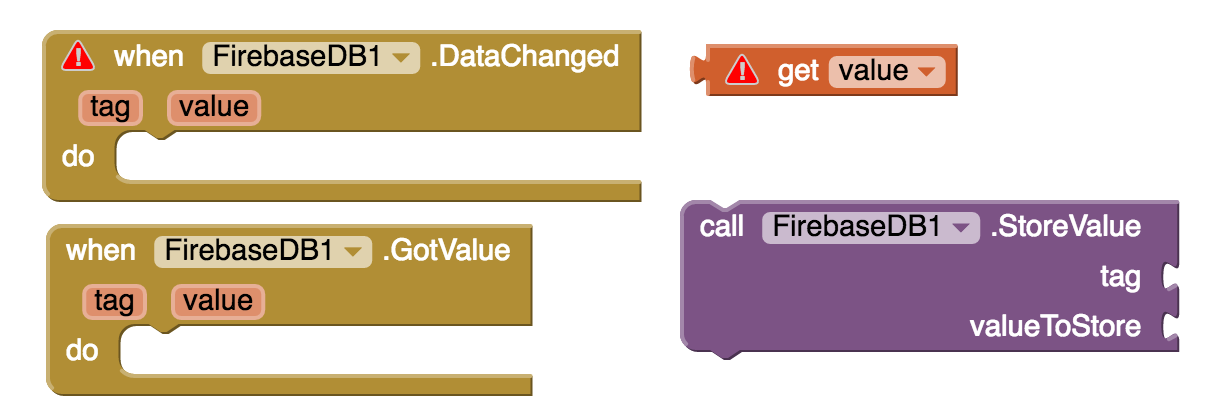 when FirebaseDB1 .DataChanged
tag value
do
when FirebaseDB1 .GotValue
tag value
do
get value
call FirebaseDB1 .StoreValue
tag
valueToStore